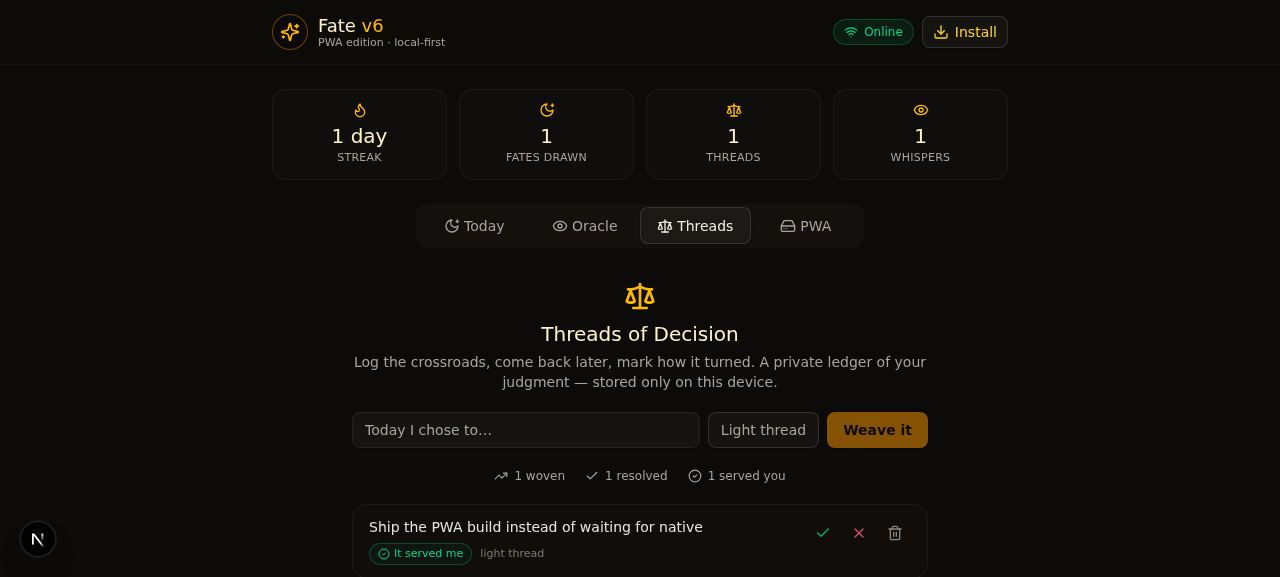 Fate v6
PWA edition · local-first
Online
Install
1 day
STREAK
1
FATES DRAWN
1
THREADS
1
WHISPERS
Today
Oracle
Threads
PWA
Threads of Decision
Log the crossroads, come back later, mark how it turned. A private ledger of your
judgment — stored only on this device.
Today I chose to...
Light thread
Weave it
1 woven
1 resolved
1 served you
Ship the PWA build instead of waiting for native
It served me
light thread
N